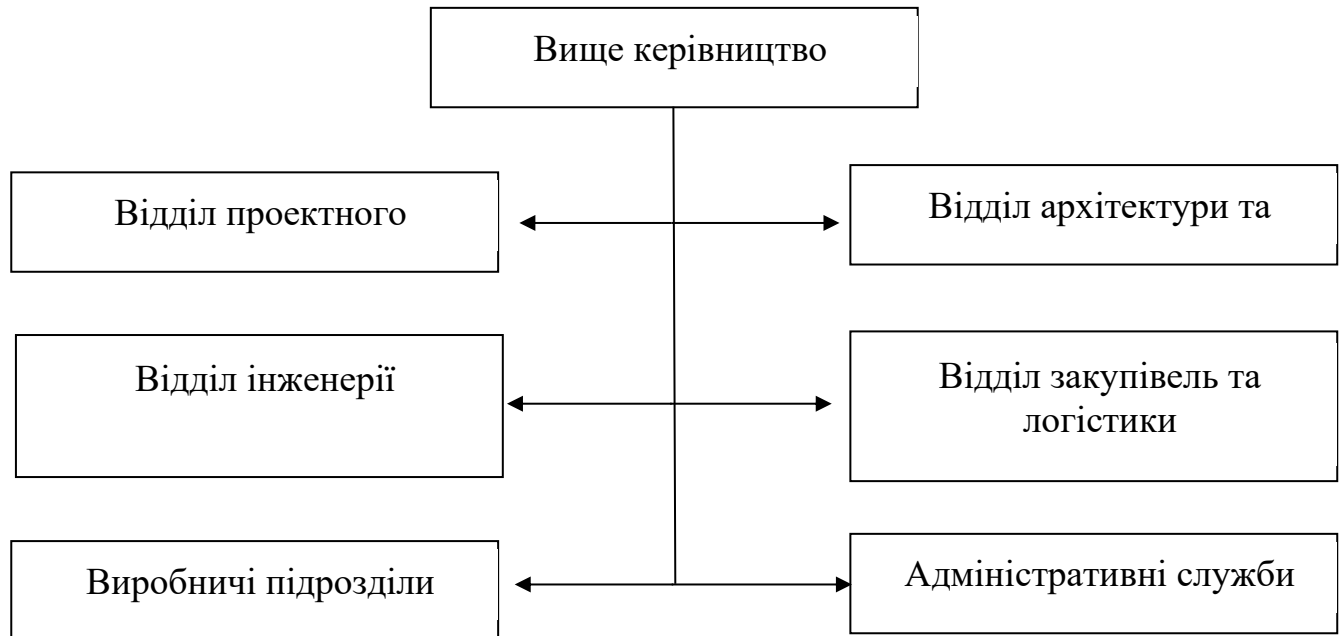 Вище керівництво
Відділ проектного
Відділ архітектури та
Відділ інженерії
Відділ закупівель та
логістики
Виробничі підрозділи
Адміністративні служби